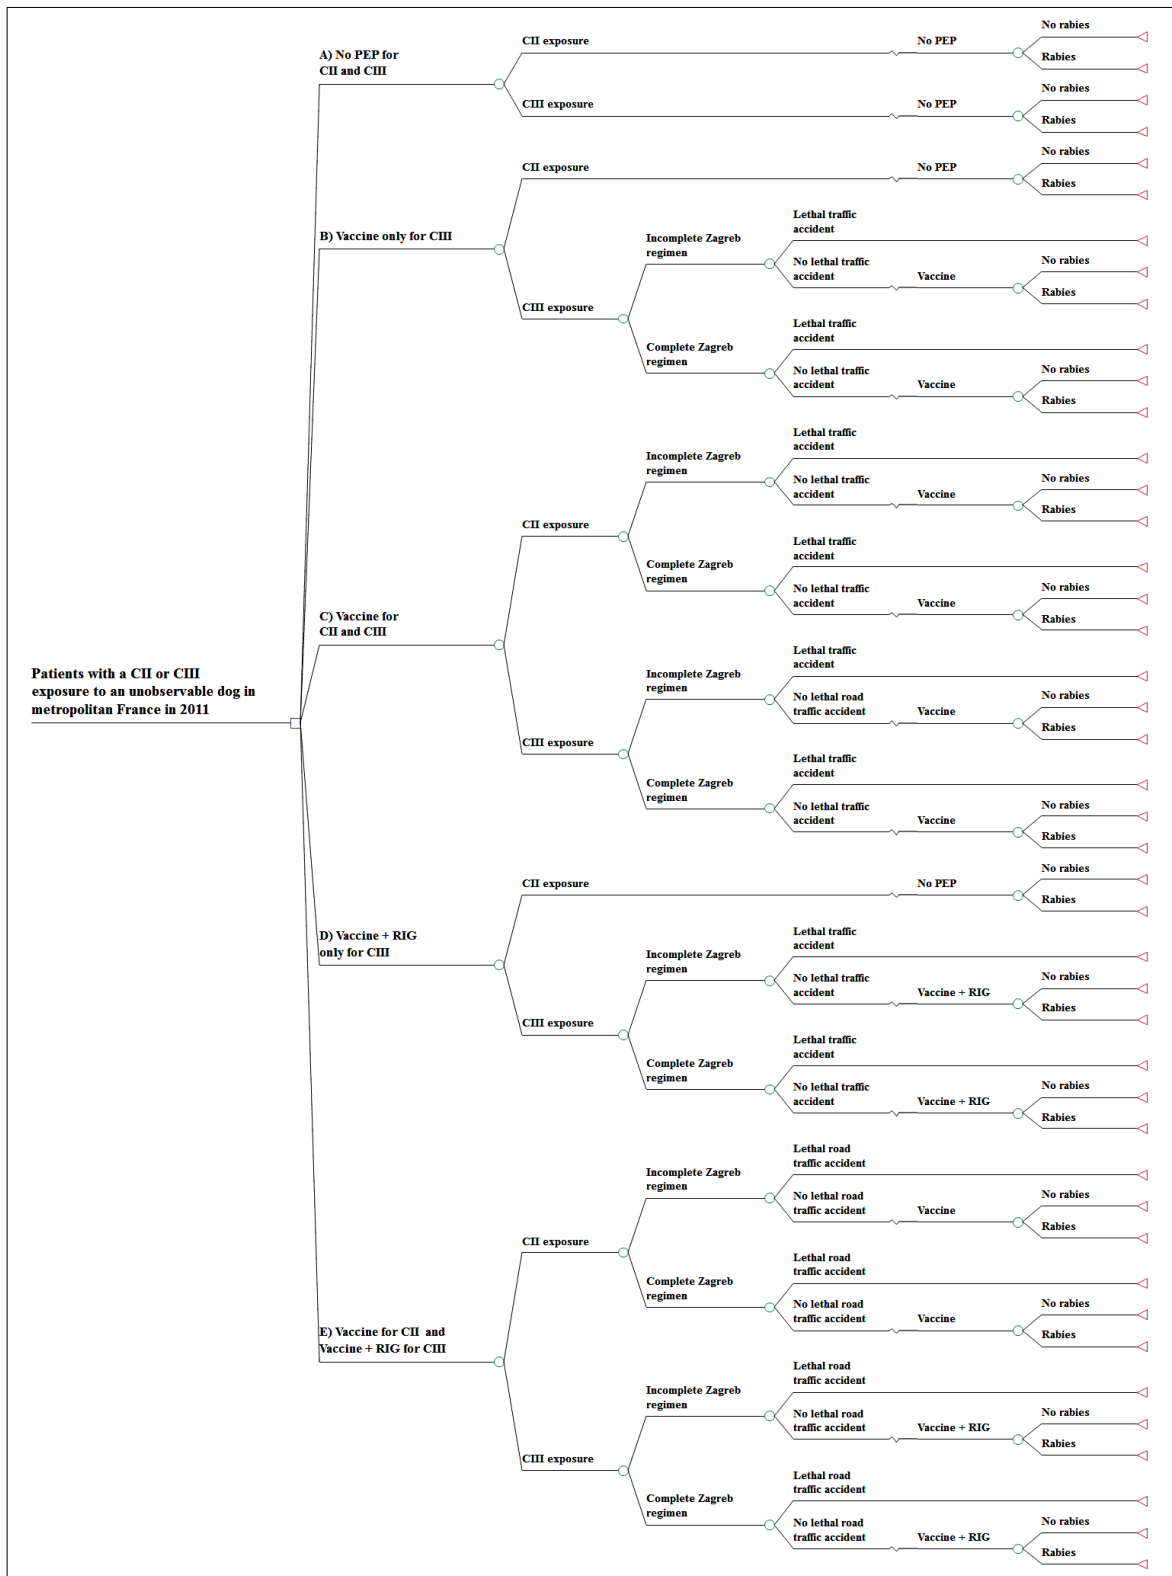 No rabies
CII exposure
No PEP
A) No PEP for
CII and CIII
Rabies
No rabies
CIII exposure
No PEP
Rabies
No rabies
CII exposure
No PEP
Rabies
Lethal traffic
accident
B) Vaccine only for CIII
Incomplete Zagreb
regimen
No rabies
No lethal traffic
accident
Vaccine
Rabies
CIII exposure
Lethal traffic
accident
Complete Zagreb
regimen
No rabies
No lethal traffic
accident
Vaccine
Rabies
Lethal traffic
accident
Incomplete Zagreb
regimen
No rabies
No lethal traffic
accident
Vaccine
Rabies
CII exposure
Lethal traffic
accident
Complete Zagreb
regimen
No rabies
No lethal traffic
accident
Vaccine
Rabies
C) Vaccine for
CII and CIII
Lethal traffic
accident
Incomplete Zagreb
regimen
Patients with a CII or CIII
exposure to an unobservable dog in
metropolitan France in 2011
No rabies
No lethal road
traffic accident
Vaccine
Rabies
CIII exposure
Lethal traffic
accident
Complete Zagreb
regimen
No rabies
No lethal traffic
accident
Vaccine
Rabies
No rabies
CII exposure
No PEP
Rabies
D) Vaccine + RIG
only for CIII
Lethal traffic
accident
Incomplete Zagreb
regimen
No rabies
No lethal traffic
accident
Vaccine + RIG
Rabies
CIII exposure
Lethal traffic
accident
Complete Zagreb
regimen
No rabies
No lethal traffic
accident
Vaccine + RIG
Rabies
Lethal road
traffic accident
Incomplete Zagreb
regimen
No rabies
No lethal road
traffic accident
Vaccine
Rabies
CII exposure
Lethal road
traffic accident
Complete Zagreb
regimen
No rabies
No lethal road
traffic accident
Vaccine
Rabies
E) Vaccine for CII and
Vaccine + RIG for CIII
Lethal road
traffic accident
Incomplete Zagreb
regimen
No rabies
No lethal road
traffic accident
Vaccine + RIG
Rabies
CIII exposure
Lethal road
traffic accident
Complete Zagreb
regimen
No rabies
No lethal road
traffic accident
Vaccine + RIG
Rabies